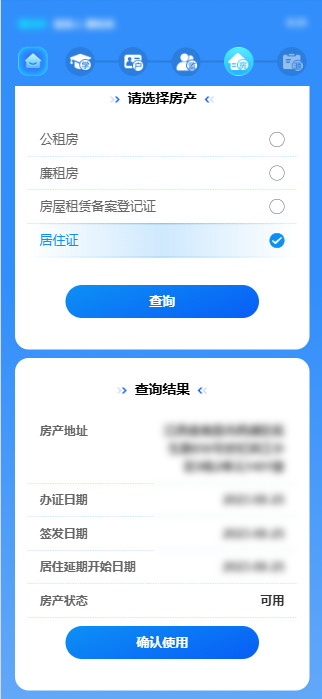 请选择房产
公租房
廉租房
房屋租赁备案登记证
居住证
查询
查询结果
房产地址
办证日期
签发日期
居住延期开始日期
房产状态 可用
确认使用